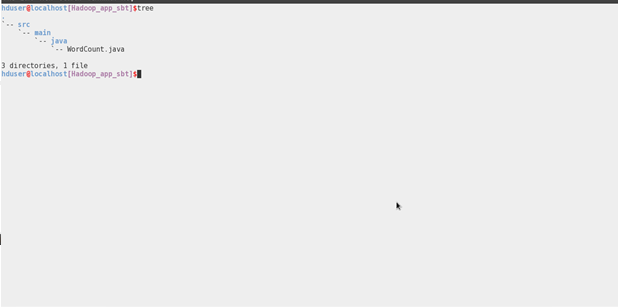 hduser@localhost[Hadoop_app_sbt]$tree
.
`-- src
    `-- main
        `-- java
            `-- WordCount.java
3 directories, 1 file
hduser@localhost[Hadoop_app_sbt]$